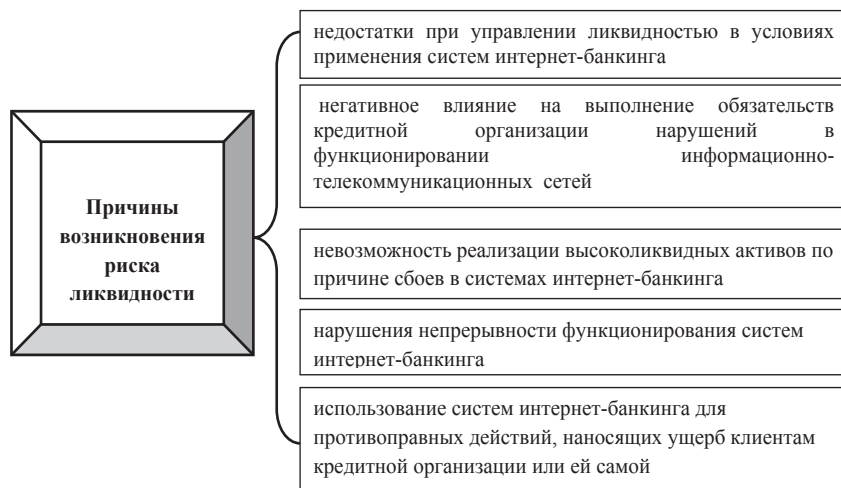 Причины
возникновения
риска
ликвидности
недостатки при управлении ликвидностью в условиях
применения систем интернет-банкинга
негативное влияние на выполнение обязательств
кредитной организации нарушений в
функционировании информационно-
телекоммуникационных сетей
невозможность реализации высоколиквидных активов по
причине сбоев в системах интернет-банкинга
нарушения непрерывности функционирования систем
интернет-банкинга
использование систем интернет-банкинга для
противоправных действий, наносящих ущерб клиентам
кредитной организации или ей самой